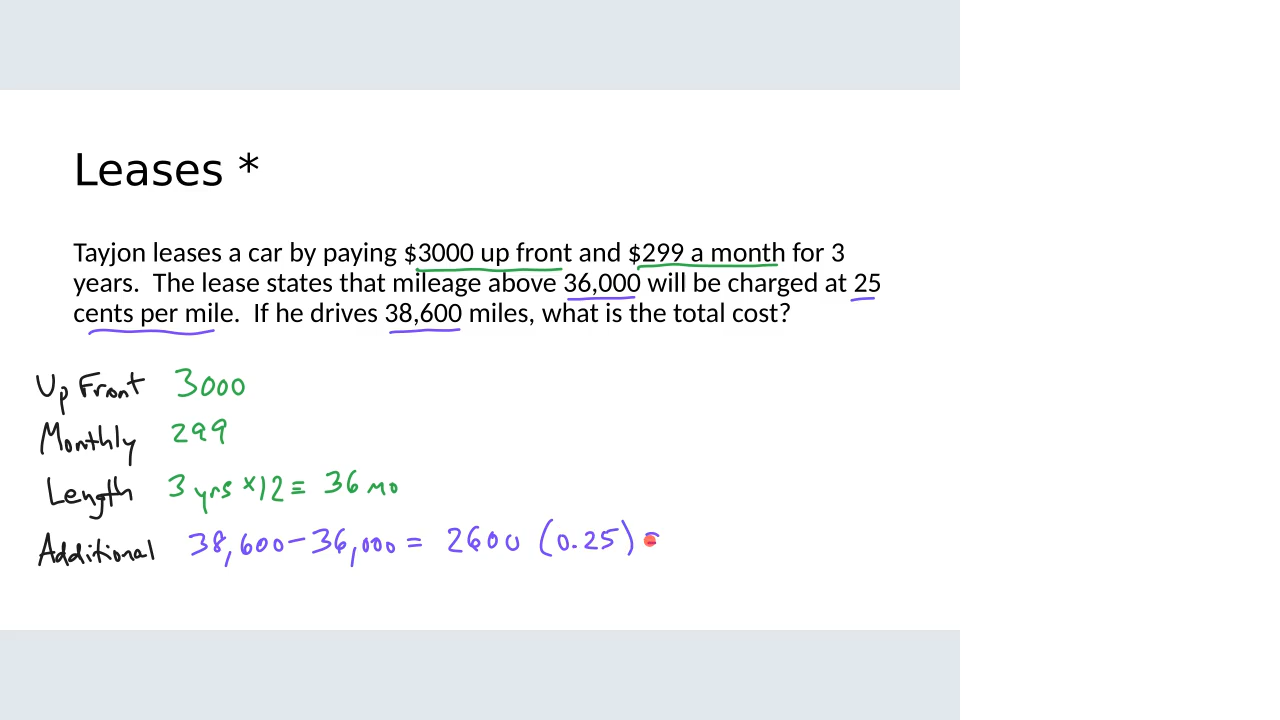 Leases *
Tayjon leases a car by paying $3000 up front and $299 a month for 3
years.  The lease states that mileage above 36,000 will be charged at 25
cents per mile.  If he drives 38,600 miles, what is the total cost?
Up Front 3000
Monthly 299
Length 3 yrs ×12 = 36 mo
Additional 38,600 − 36,000 = 2600 (0.25) =